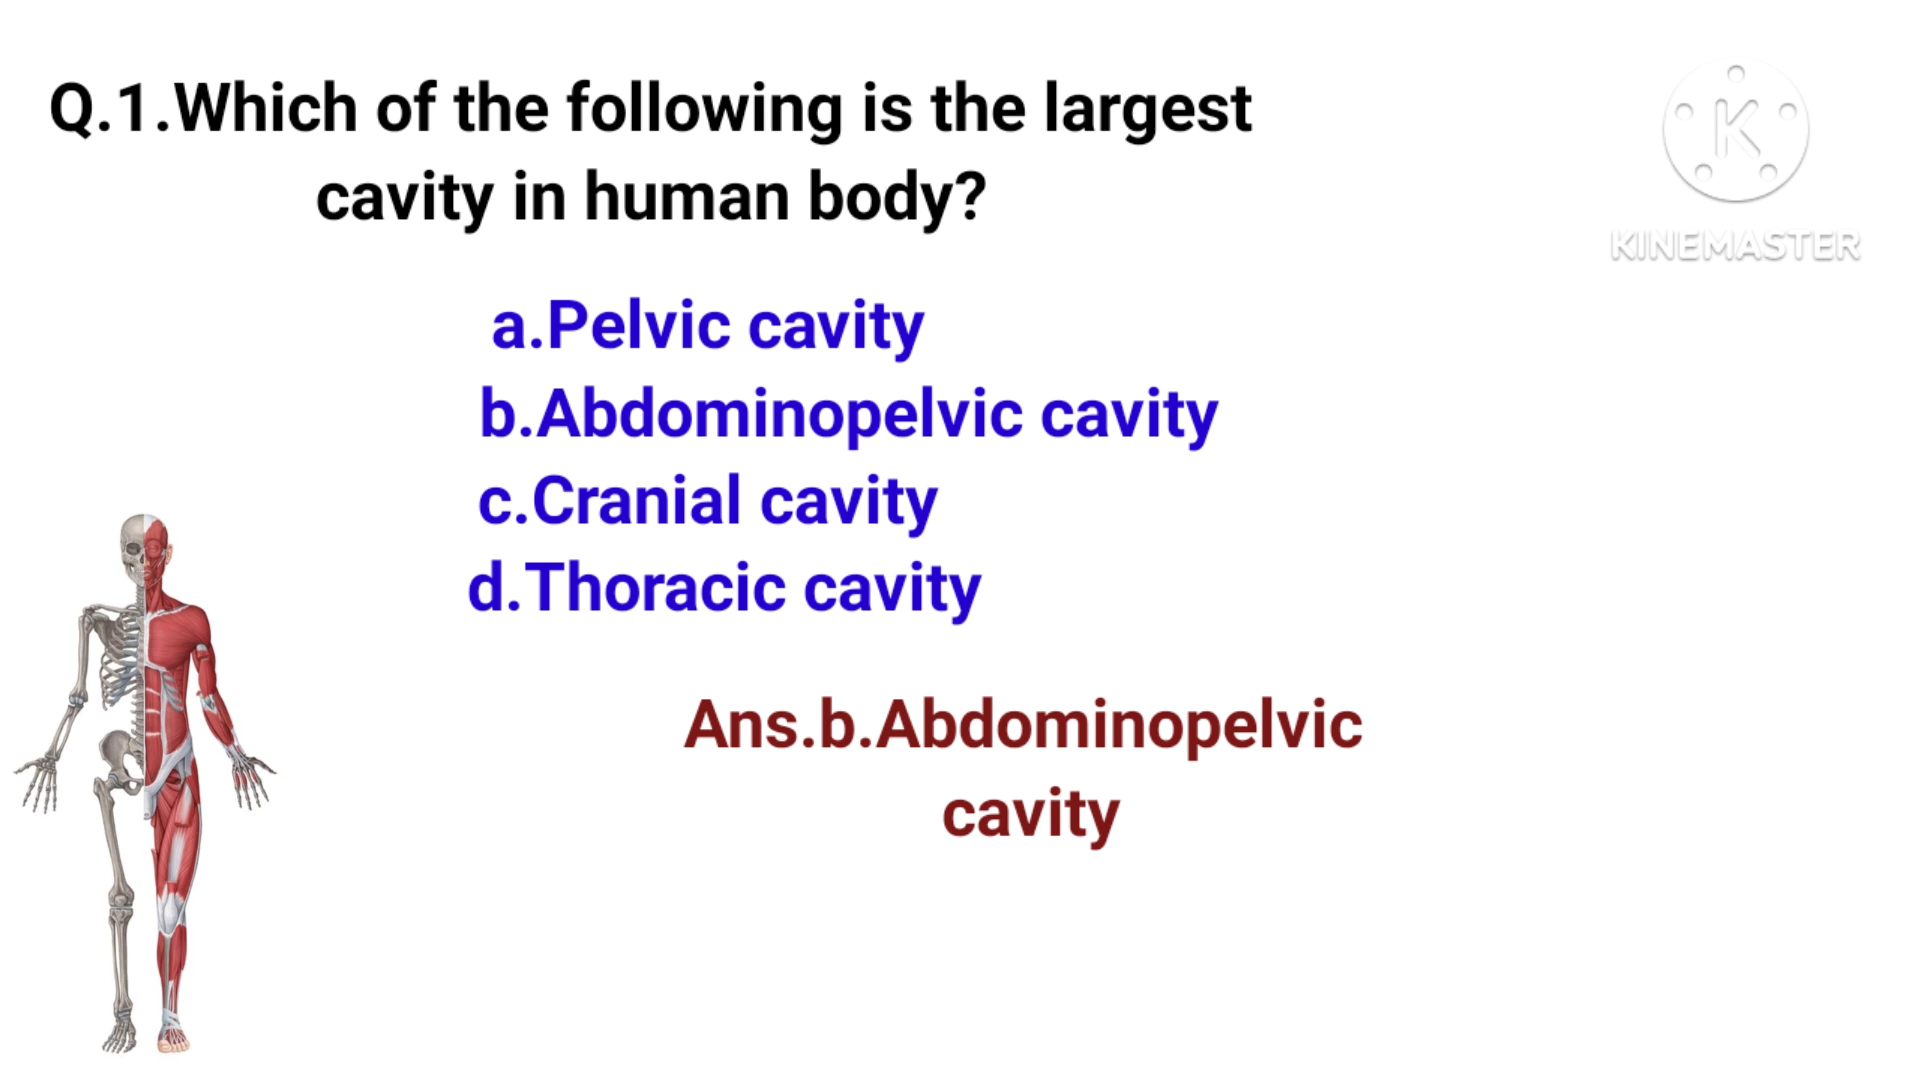 Q.1.Which of the following is the largest
cavity in human body?
K
KINEMASTER
a.Pelvic cavity
b.Abdominopelvic cavity
c.Cranial cavity
d.Thoracic cavity
Ans.b.Abdominopelvic
cavity